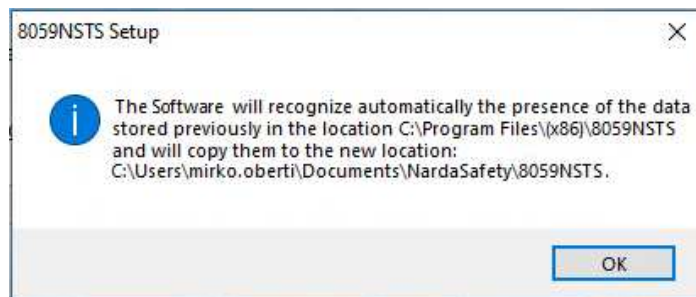 8059NSTS Setup
The Software will recognize automatically the presence of the data
stored previously in the location C:\Program Files\(x86)\8059NSTS
and will copy them to the new location:
C:\Users\mirko.oberti\Documents\NardaSafety\8059NSTS.
OK